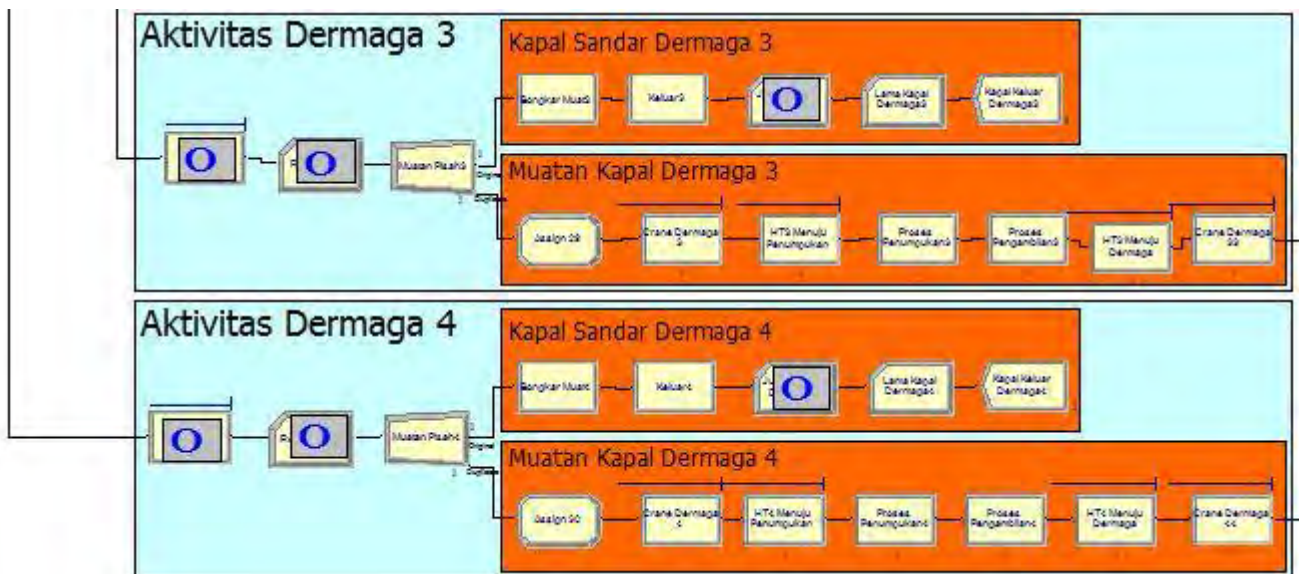 Aktivitas Dermaga 3
Kapal Sandar Dermaga 3
Bongkar Muat3
Keluar3
O
Lama Kapal
Dermaga3
Kapal Keluar
Dermaga3
O
O
Muatan Pisah3
Original
Duplicate
Muatan Kapal Dermaga 3
Assign 29
Crane Dermaga
3
HT3 Menuju
Penumpukan
Proses
Penumpukan3
Proses
Pengambilan3
HT3 Menuju
Dermaga
Crane Dermaga
33
Aktivitas Dermaga 4
Kapal Sandar Dermaga 4
Bongkar Muat4
Keluar4
O
Lama Kapal
Dermaga4
Kapal Keluar
Dermaga4
O
O
Muatan Pisah4
Original
Duplicate
Muatan Kapal Dermaga 4
Assign 30
Crane Dermaga
4
HT4 Menuju
Penumpukan
Proses
Penumpukan4
Proses
Pengambilan4
HT4 Menuju
Dermaga
Crane Dermaga
44